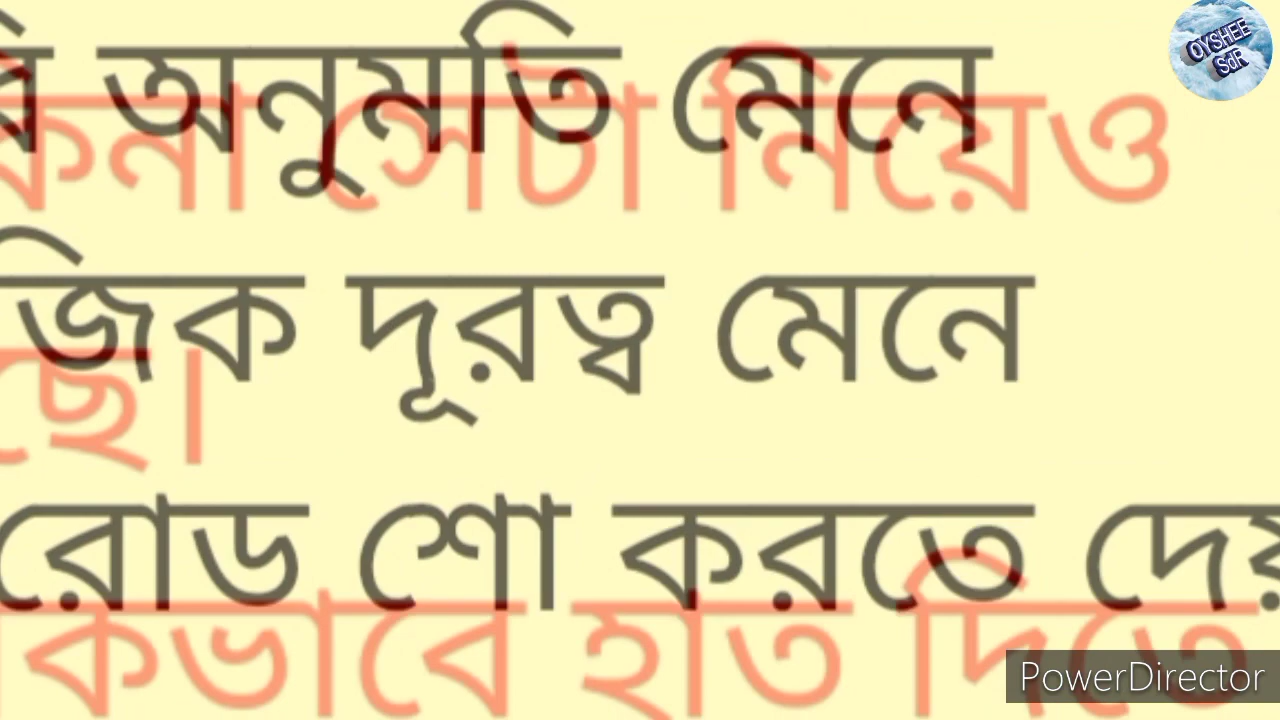 অনুমতি মেনে
সেটা নিয়েও
দূরত্ব মেনে
ছে।
রোড শো করতে
হাত দিতে
OYSHEE
SdR
PowerDirector